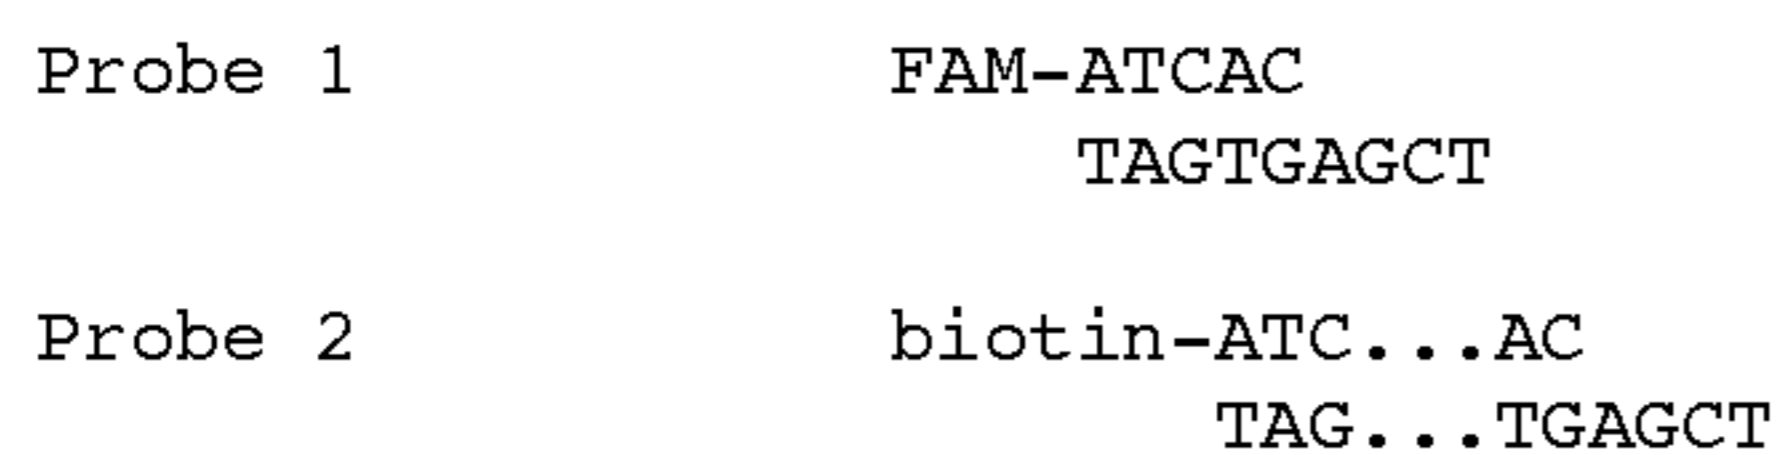 Probe 1 FAM-ATCAC
TAGTGAGCT
Probe 2 biotin-ATC...AC
TAG...TGAGCT